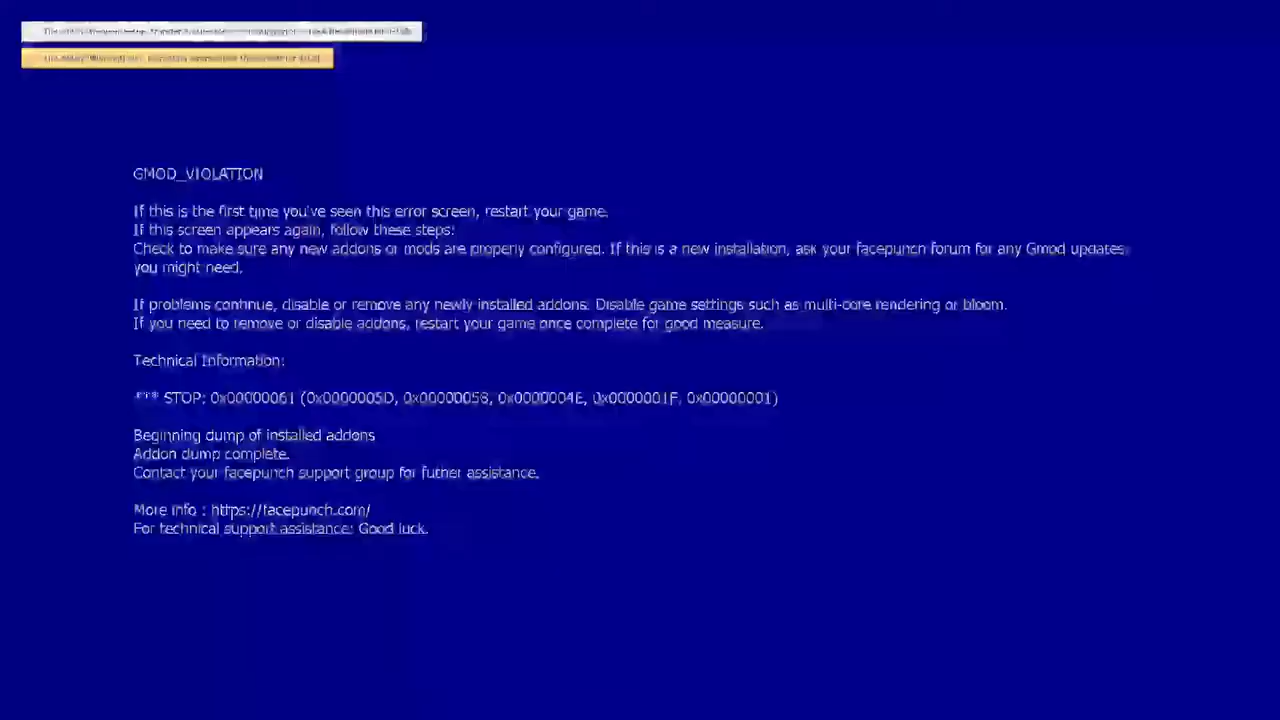 GMOD_VIOLATION
If this is the first time you've seen this error screen, restart your game.
If this screen appears again, follow these steps:
Check to make sure any new addons or mods are properly configured. If this is a new installation, ask your facepunch forum for any Gmod updates
you might need.
If problems continue, disable or remove any newly installed addons. Disable game settings such as multi-core rendering or bloom.
If you need to remove or disable addons, restart your game once complete for good measure.
Technical Information:
*** STOP: 0x00000061 (0x0000005D, 0x00000058, 0x0000004E, 0x0000001F, 0x00000001)
Beginning dump of installed addons
Addon dump complete.
Contact your facepunch support group for futher assistance.
More info : https://facepunch.com/
For technical support assistance: Good luck.